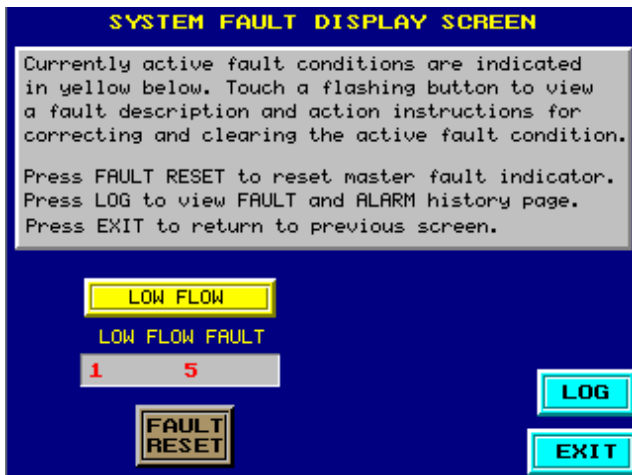 SYSTEM FAULT DISPLAY SCREEN
Currently active fault conditions are indicated
in yellow below. Touch a flashing button to view
a fault description and action instructions for
correcting and clearing the active fault condition.
Press FAULT RESET to reset master fault indicator.
Press LOG to view FAULT and ALARM history page.
Press EXIT to return to previous screen.
LOW FLOW
LOW FLOW FAULT
1 5
FAULT
RESET
LOG
EXIT